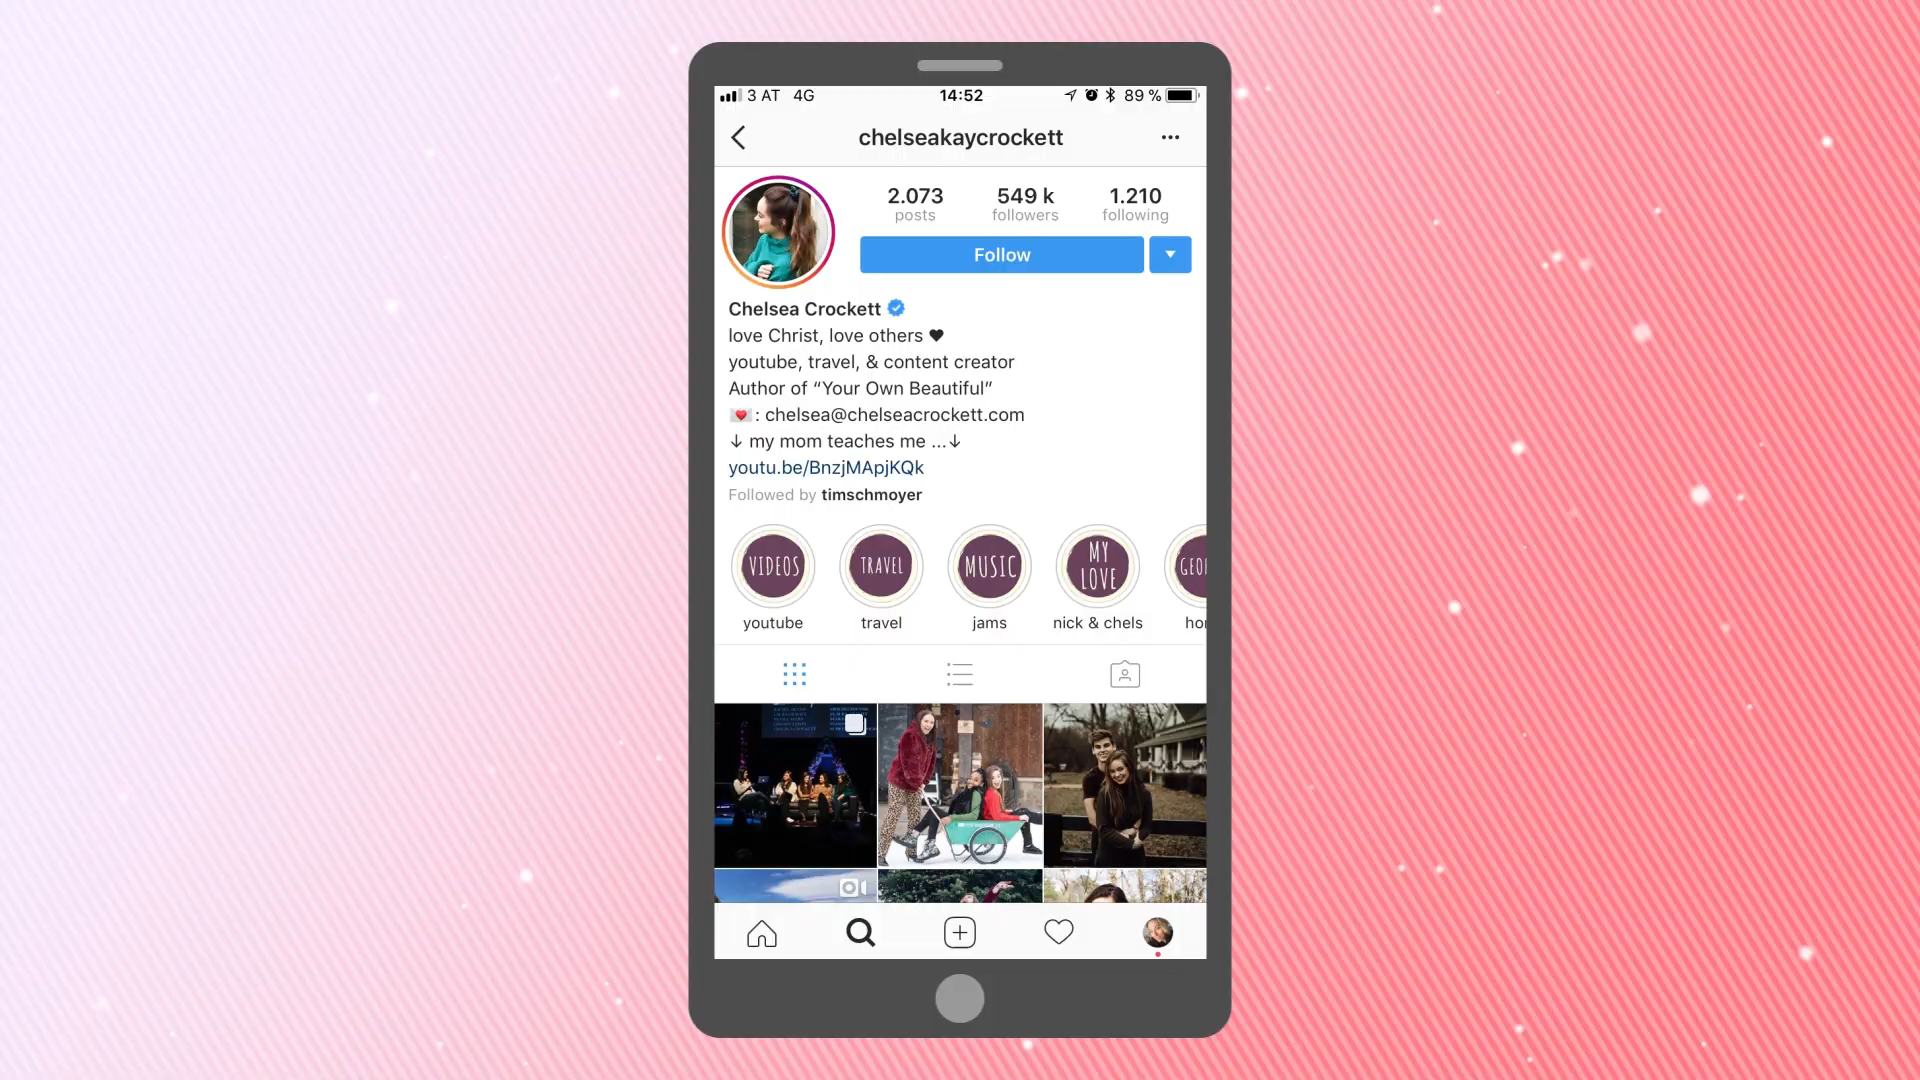 3 AT 4G 14:52 89 %
chelseakaycrockett
2.073 549 k 1.210
posts followers following
Follow
Chelsea Crockett
love Christ, love others ♥
youtube, travel, & content creator
Author of “Your Own Beautiful”
💌: chelsea@chelseacrockett.com
↓ my mom teaches me ...↓
youtu.be/BnzjMApjKQk
Followed by timschmoyer
VIDEOS TRAVEL MUSIC MY LOVE
youtube travel jams nick & chels